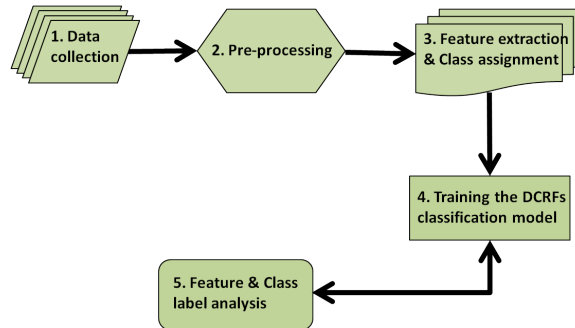 1. Data
collection
2. Pre-processing
3. Feature extraction
& Class assignment
4. Training the DCRFs
classification model
5. Feature & Class
label analysis